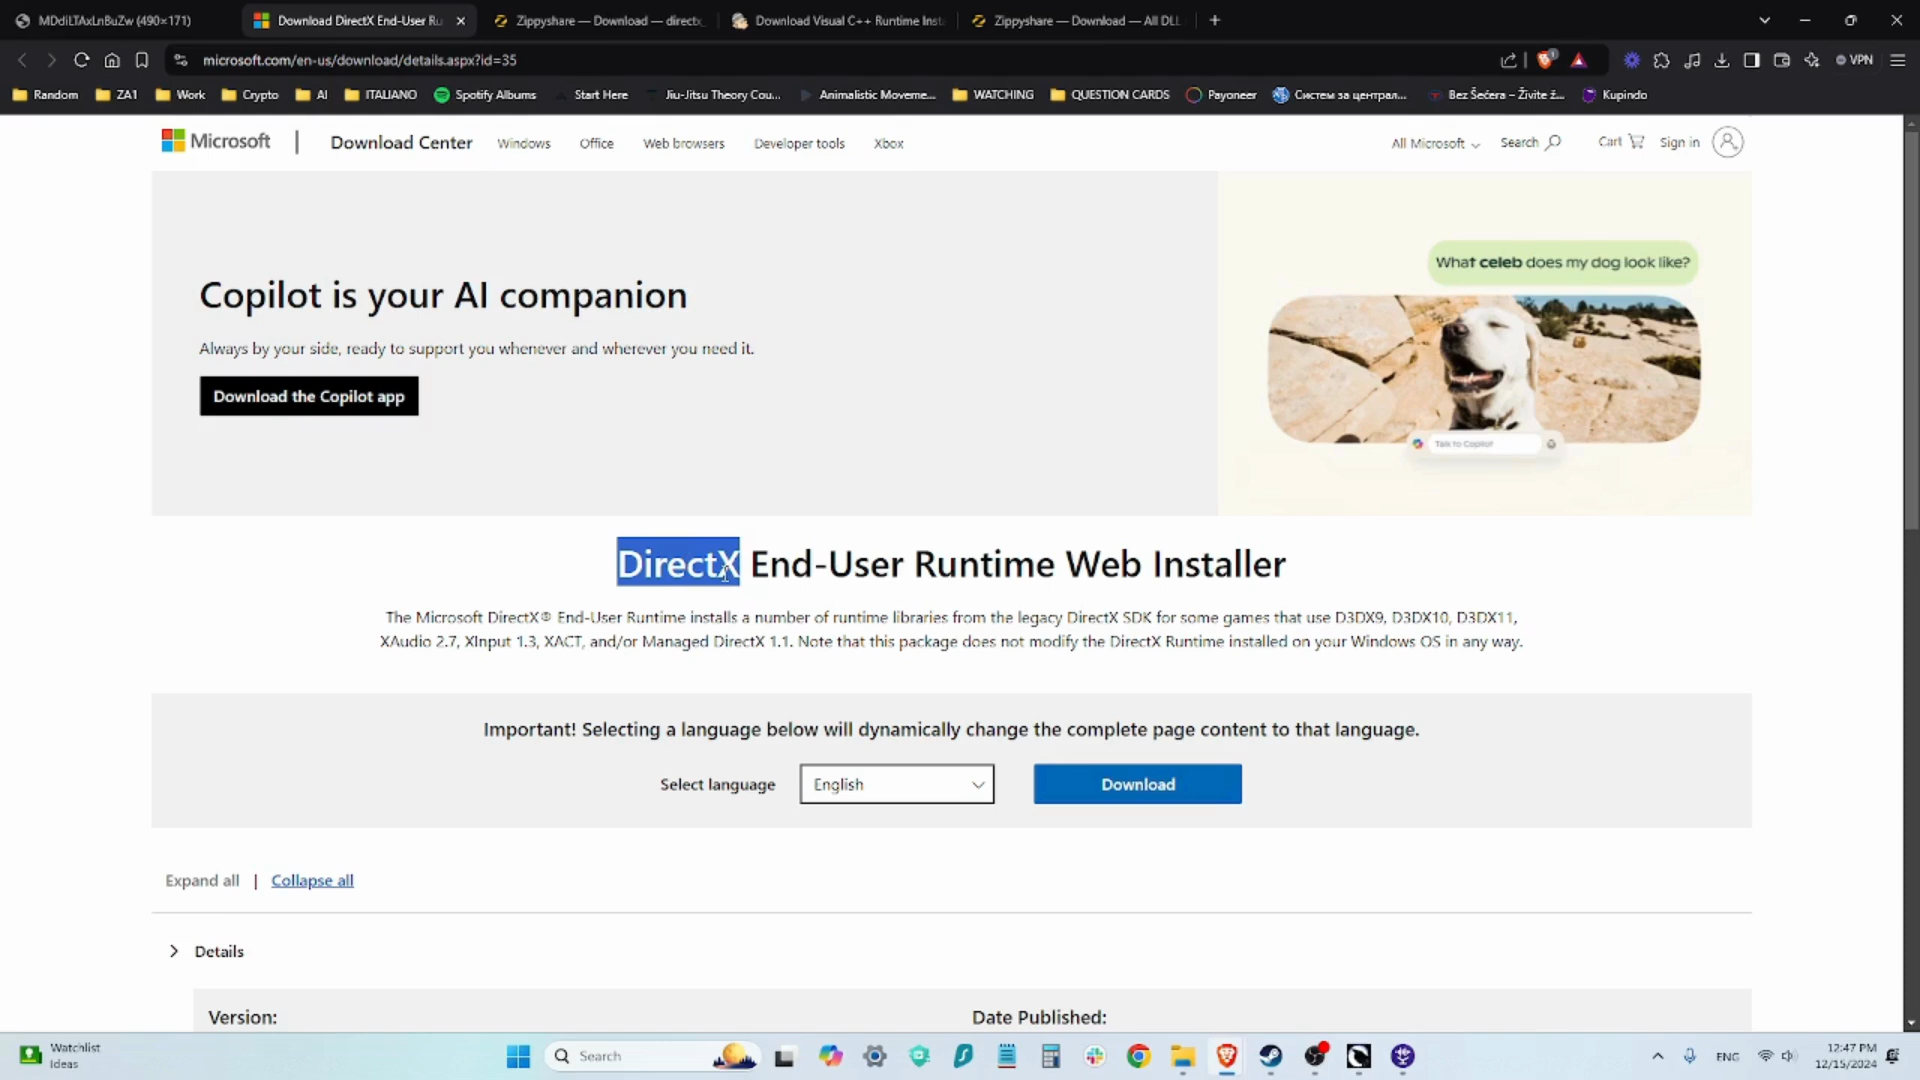 MDdiLTAxLnBuZw (490×171)
Download DirectX End-User Ru
Zippyshare — Download — directx_
Download Visual C++ Runtime Insta
Zippyshare — Download — All DLL
microsoft.com/en-us/download/details.aspx?id=35
VPN
Random
ZA1
Work
Crypto
AI
ITALIANO
Spotify Albums
Start Here
Jiu-Jitsu Theory Cou...
Animalistic Moveme...
WATCHING
QUESTION CARDS
Payoneer
Систем за централ...
Bez Šećera – Živite ž...
Kupindo
Microsoft
Download Center
Windows
Office
Web browsers
Developer tools
Xbox
All Microsoft
Search
Cart
Sign in
Copilot is your AI companion
Always by your side, ready to support you whenever and wherever you need it.
Download the Copilot app
What celeb does my dog look like?
Talk to Copilot
DirectX End-User Runtime Web Installer
The Microsoft DirectX® End-User Runtime installs a number of runtime libraries from the legacy DirectX SDK for some games that use D3DX9, D3DX10, D3DX11,
XAudio 2.7, XInput 1.3, XACT, and/or Managed DirectX 1.1. Note that this package does not modify the DirectX Runtime installed on your Windows OS in any way.
Important! Selecting a language below will dynamically change the complete page content to that language.
Select language
English
Download
Expand all | Collapse all
Details
Version:
Date Published:
Watchlist
Ideas
Search
ENG
12:47 PM
12/15/2024